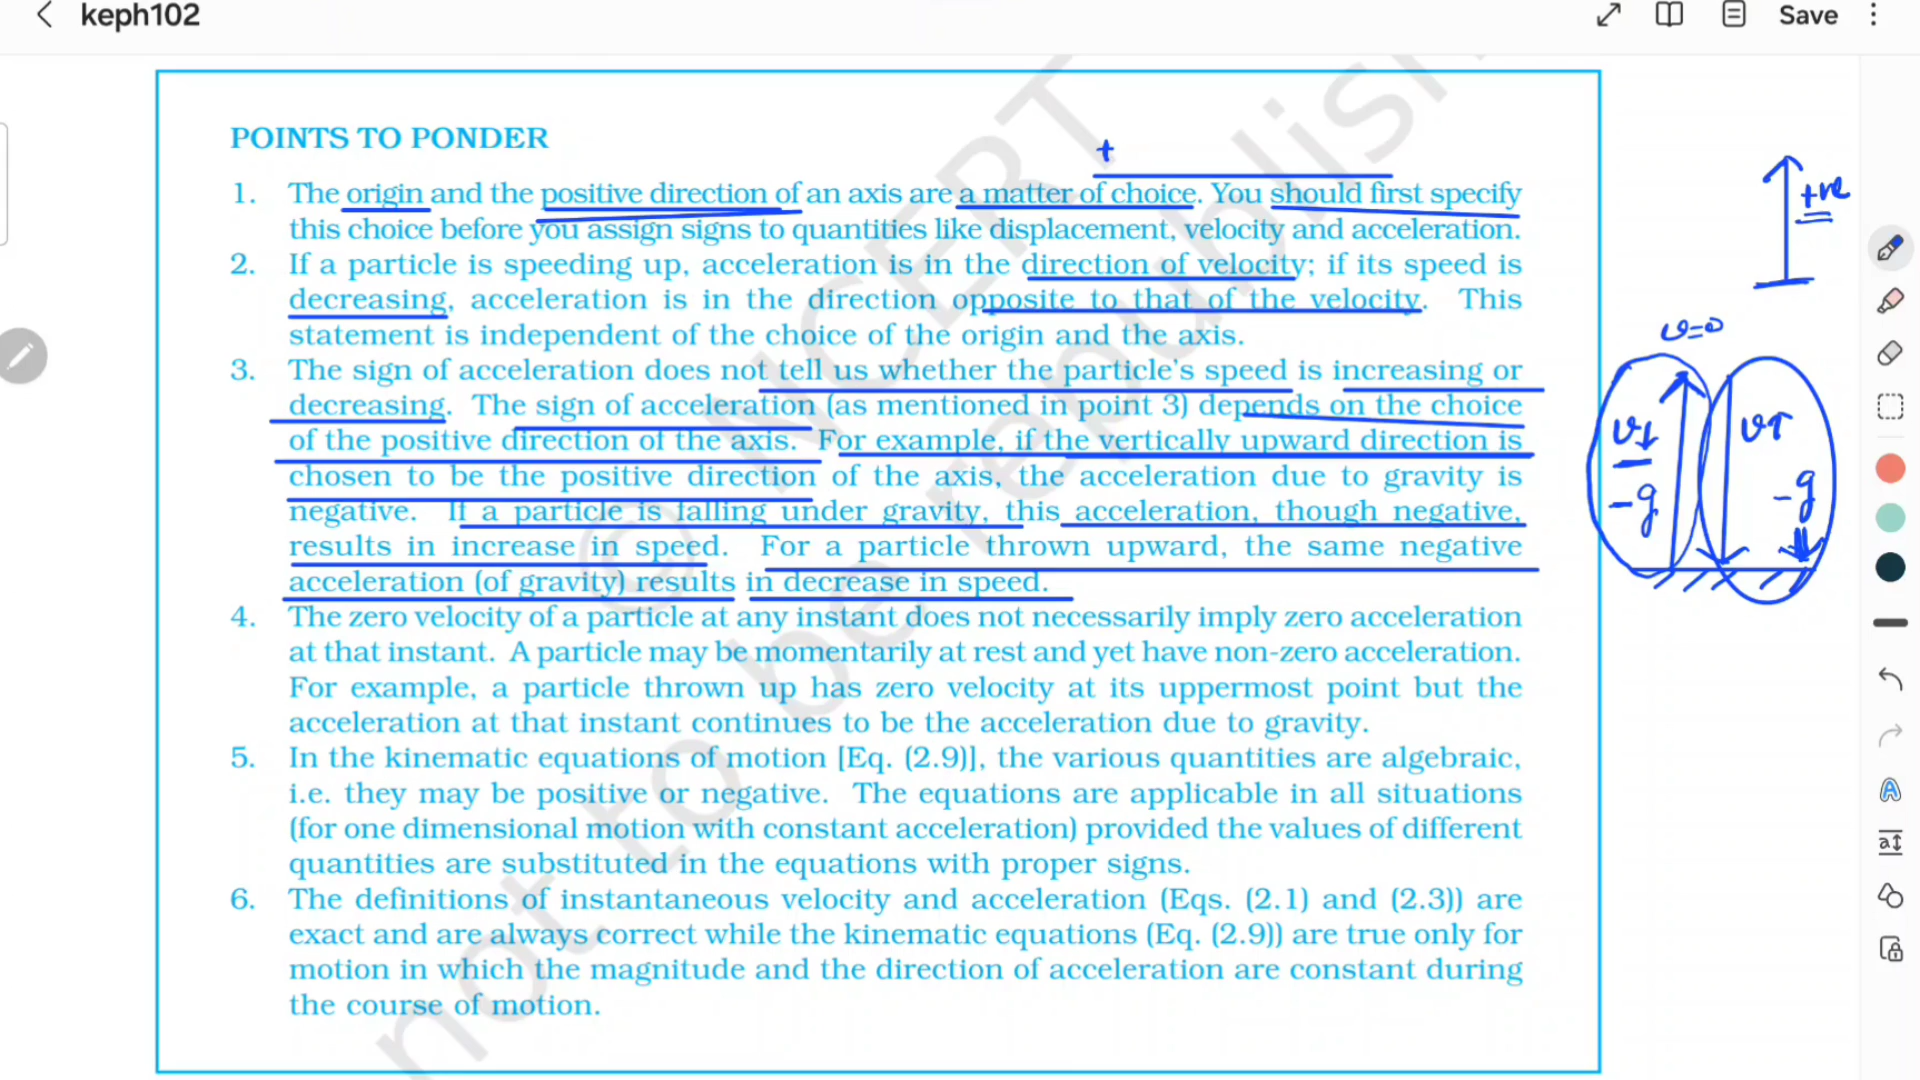 keph102
Save
POINTS TO PONDER
+
1. The origin and the positive direction of an axis are a matter of choice. You should first specify
this choice before you assign signs to quantities like displacement, velocity and acceleration.
2. If a particle is speeding up, acceleration is in the direction of velocity; if its speed is
decreasing, acceleration is in the direction opposite to that of the velocity. This
statement is independent of the choice of the origin and the axis.
3. The sign of acceleration does not tell us whether the particle's speed is increasing or
decreasing. The sign of acceleration (as mentioned in point 3) depends on the choice
of the positive direction of the axis. For example, if the vertically upward direction is
chosen to be the positive direction of the axis, the acceleration due to gravity is
negative. If a particle is falling under gravity, this acceleration, though negative,
results in increase in speed. For a particle thrown upward, the same negative
acceleration (of gravity) results in decrease in speed.
4. The zero velocity of a particle at any instant does not necessarily imply zero acceleration
at that instant. A particle may be momentarily at rest and yet have non-zero acceleration.
For example, a particle thrown up has zero velocity at its uppermost point but the
acceleration at that instant continues to be the acceleration due to gravity.
5. In the kinematic equations of motion [Eq. (2.9)], the various quantities are algebraic,
i.e. they may be positive or negative. The equations are applicable in all situations
(for one dimensional motion with constant acceleration) provided the values of different
quantities are substituted in the equations with proper signs.
6. The definitions of instantaneous velocity and acceleration (Eqs. (2.1) and (2.3)) are
exact and are always correct while the kinematic equations (Eq. (2.9)) are true only for
motion in which the magnitude and the direction of acceleration are constant during
the course of motion.
+ve
v=0
v↓
-g
v↑
-g
© NCERT
not to be republish